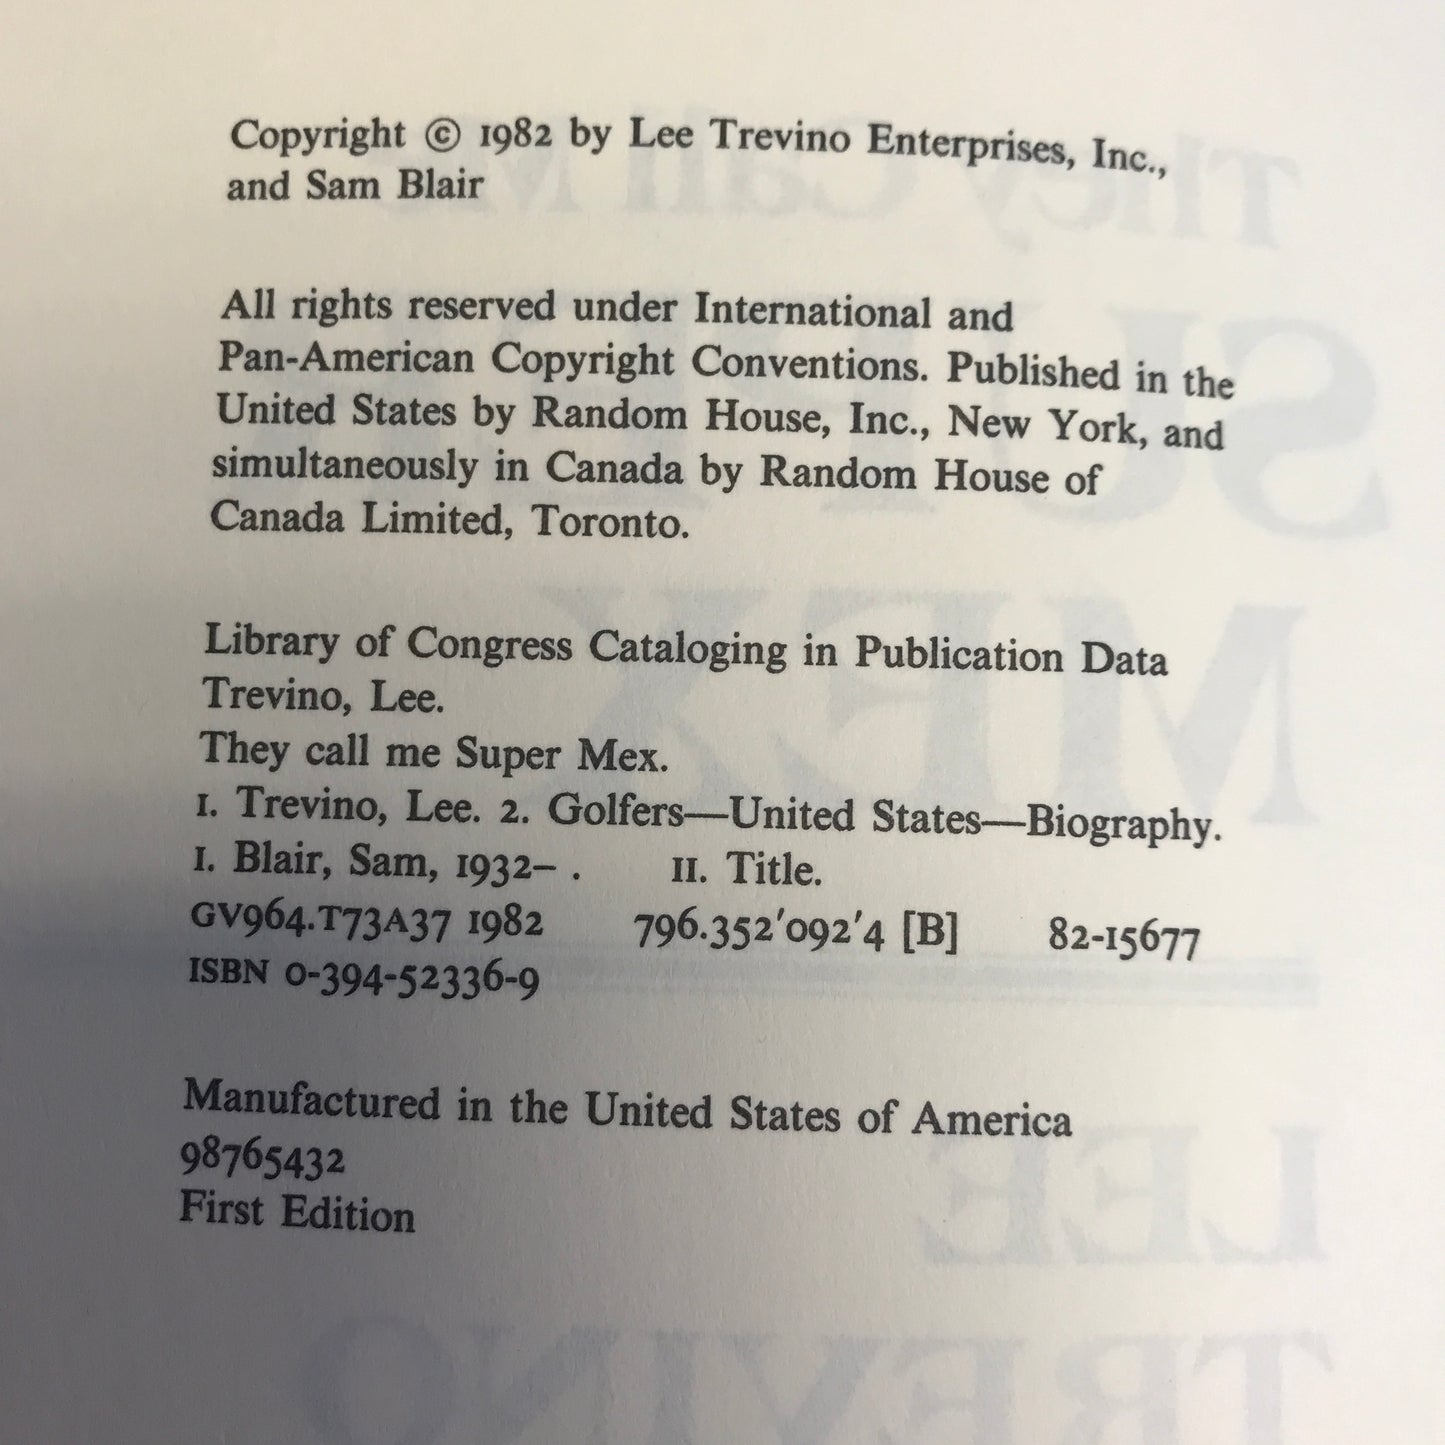 Copyright © 1982 by Lee Trevino Enterprises, Inc.,
and Sam Blair
All rights reserved under International and
Pan-American Copyright Conventions. Published in the
United States by Random House, Inc., New York, and
simultaneously in Canada by Random House of
Canada Limited, Toronto.
Library of Congress Cataloging in Publication Data
Trevino, Lee.
They call me Super Mex.
1. Trevino, Lee. 2. Golfers—United States—Biography.
I. Blair, Sam, 1932– . II. Title.
GV964.T73A37 1982 796.352'092'4 [B] 82-15677
ISBN 0-394-52336-9
Manufactured in the United States of America
98765432
First Edition